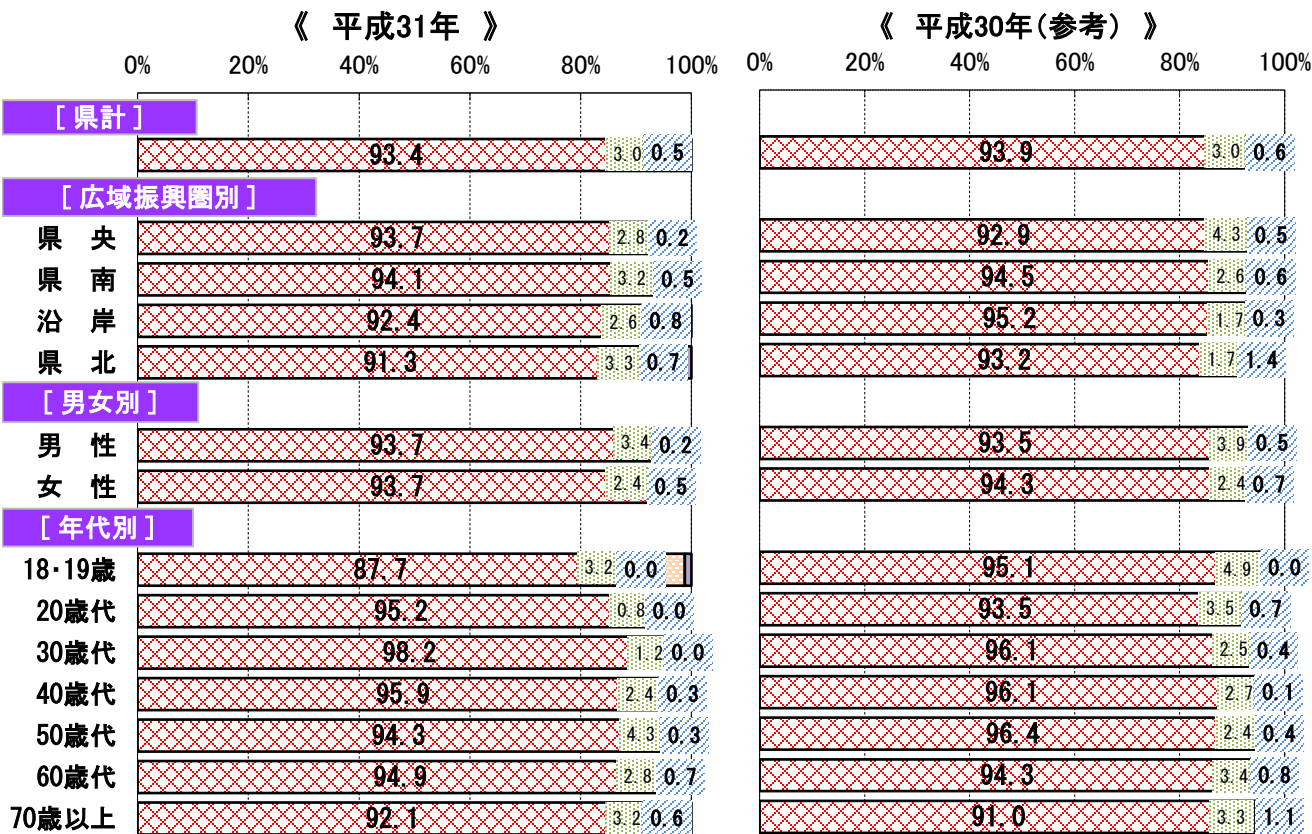 《 平成31年 》 《 平成30年(参考) 》
0% 20% 40% 60% 80% 100% 0% 20% 40% 60% 80% 100%
[ 県計 ]
93.4 3.0 0.5 93.9 3.0 0.6
[ 広域振興圏別 ]
県 央 93.7 2.8 0.2 92.9 4.3 0.5
県 南 94.1 3.2 0.5 94.5 2.6 0.6
沿 岸 92.4 2.6 0.8 95.2 1.7 0.3
県 北 91.3 3.3 0.7 93.2 1.7 1.4
[ 男女別 ]
男 性 93.7 3.4 0.2 93.5 3.9 0.5
女 性 93.7 2.4 0.5 94.3 2.4 0.7
[ 年代別 ]
18・19歳 87.7 3.2 0.0 95.1 4.9 0.0
20歳代 95.2 0.8 0.0 93.5 3.5 0.7
30歳代 98.2 1.2 0.0 96.1 2.5 0.4
40歳代 95.9 2.4 0.3 96.1 2.7 0.1
50歳代 94.3 4.3 0.3 96.4 2.4 0.4
60歳代 94.9 2.8 0.7 94.3 3.4 0.8
70歳以上 92.1 3.2 0.6 91.0 3.3 1.1